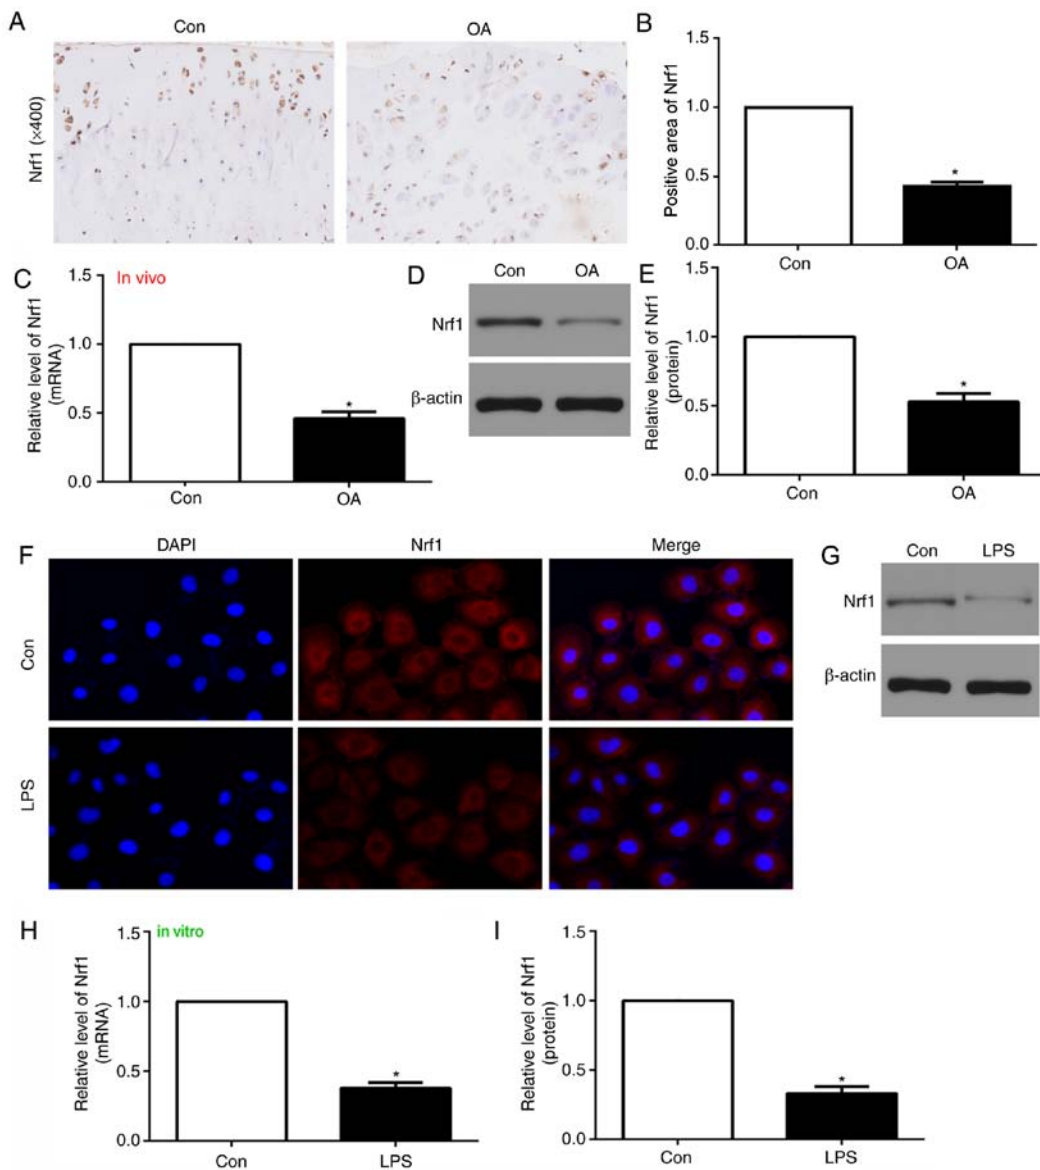 A
Con
OA
Nrf1 (×400)
B
Positive area of Nrf1
1.5
1.0
0.5
0.0
*
Con
OA
C
In vivo
Relative level of Nrf1
(mRNA)
1.5
1.0
0.5
0.0
*
Con
OA
D
Con
OA
Nrf1
β-actin
E
Relative level of Nrf1
(protein)
1.5
1.0
0.5
0.0
*
Con
OA
F
DAPI
Nrf1
Merge
Con
LPS
G
Con
LPS
Nrf1
β-actin
H
in vitro
Relative level of Nrf1
(mRNA)
1.5
1.0
0.5
0.0
*
Con
LPS
I
Relative level of Nrf1
(protein)
1.5
1.0
0.5
0.0
*
Con
LPS